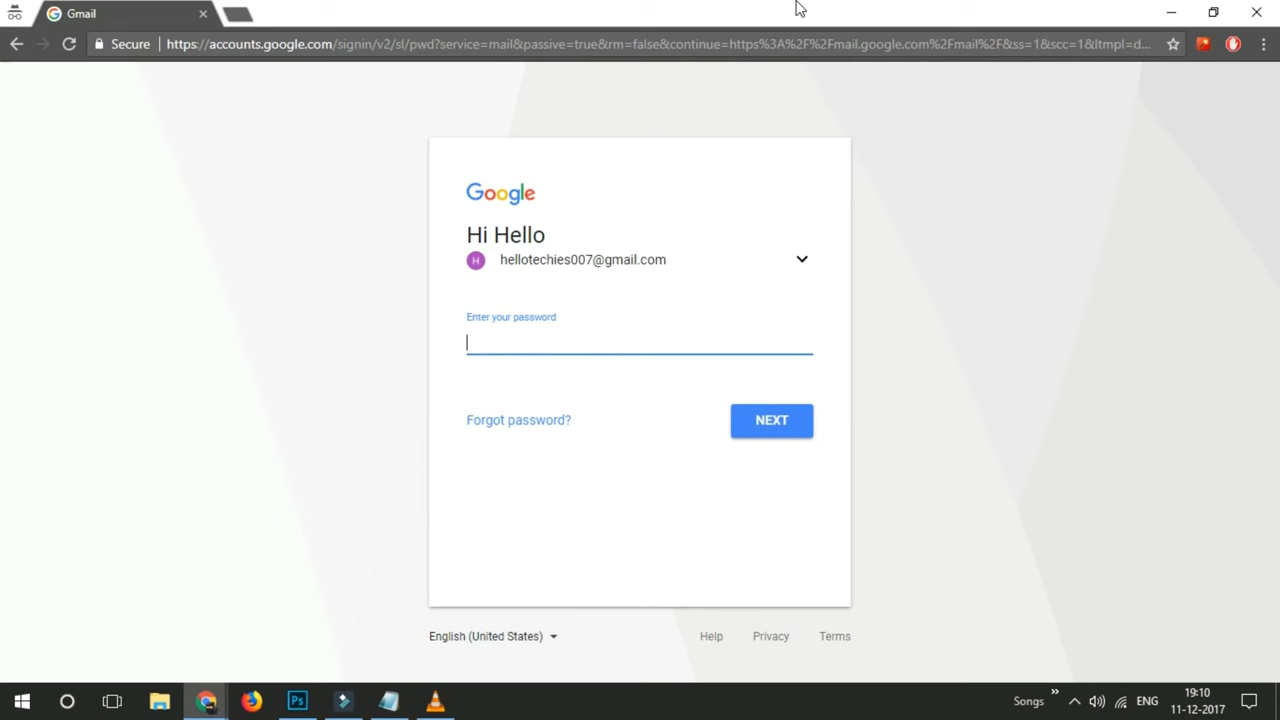 Gmail
Secure
https://accounts.google.com/signin/v2/sl/pwd?service=mail&passive=true&rm=false&continue=https%3A%2F%2Fmail.google.com%2Fmail%2F&ss=1&scc=1&ltmpl=d...
Google
Hi Hello
H hellotechies007@gmail.com
Enter your password
Forgot password?
NEXT
English (United States)
Help Privacy Terms
Ps
Songs
ENG
19:10
11-12-2017